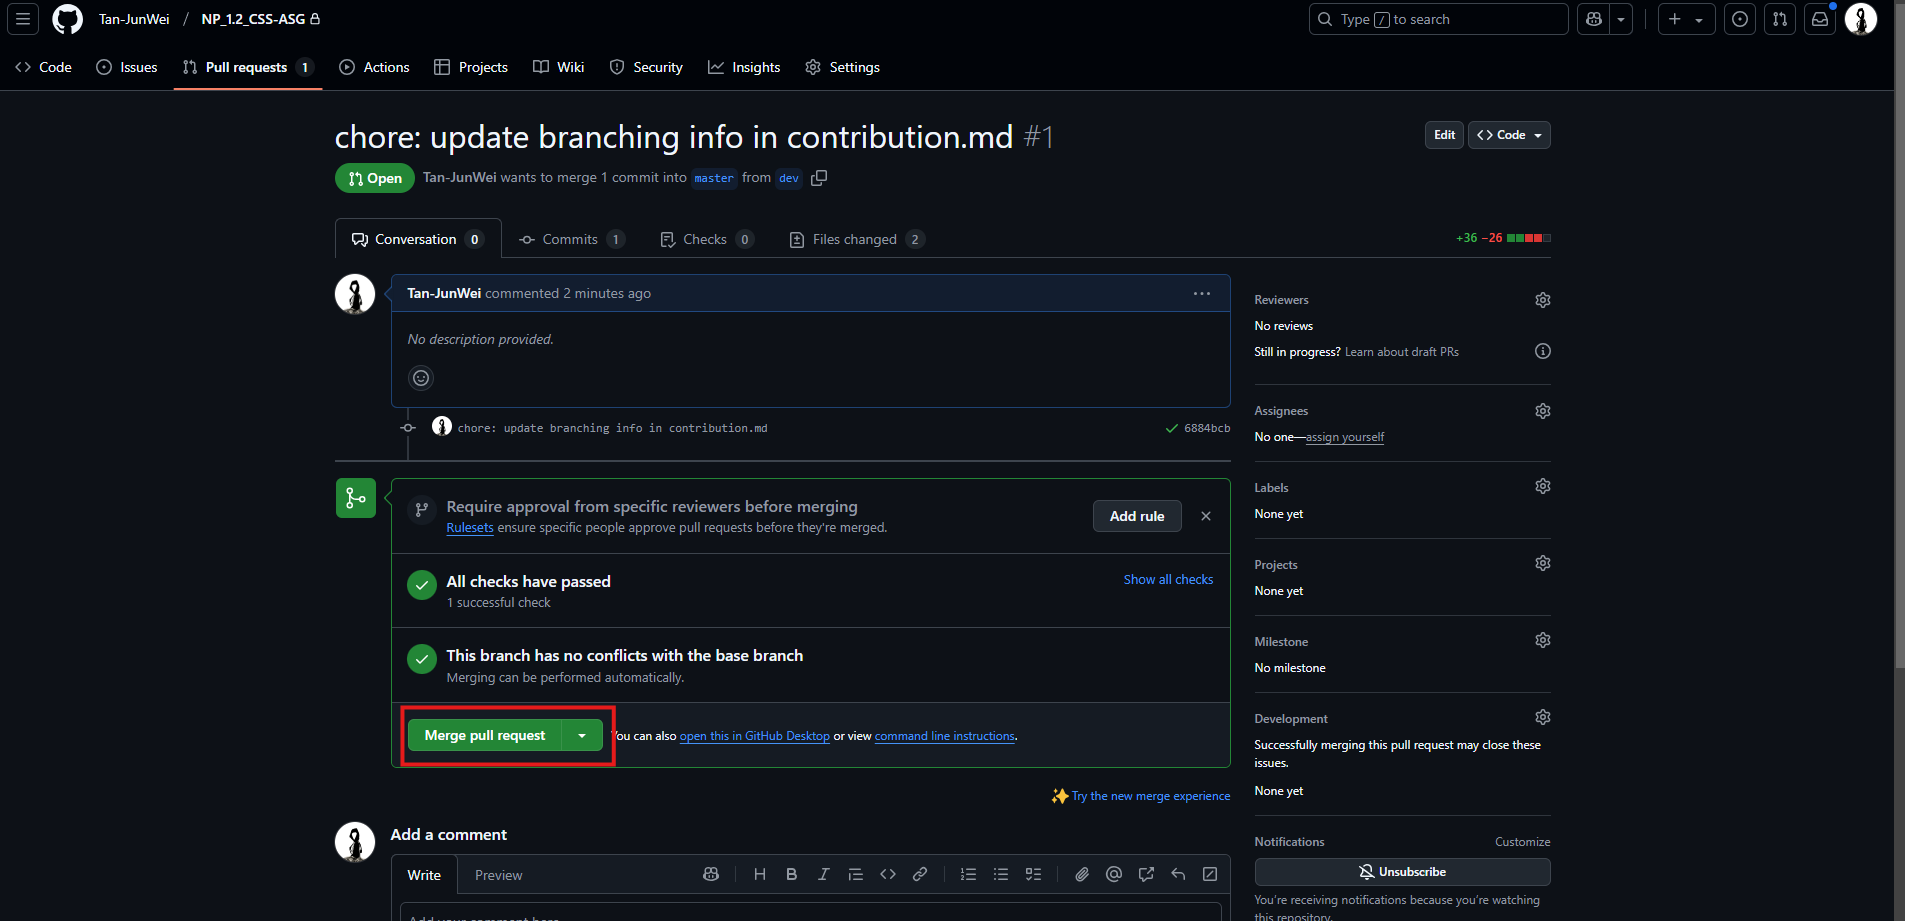 Tan-JunWei / NP_1.2_CSS-ASG
Type / to search
Code
Issues
Pull requests 1
Actions
Projects
Wiki
Security
Insights
Settings
chore: update branching info in contribution.md #1
Edit
Code
Open
Tan-JunWei wants to merge 1 commit into master from dev
Conversation 0
Commits 1
Checks 0
Files changed 2
+36 −26
Tan-JunWei commented 2 minutes ago
No description provided.
chore: update branching info in contribution.md
6884bcb
Require approval from specific reviewers before merging
Rulesets ensure specific people approve pull requests before they're merged.
Add rule
All checks have passed
1 successful check
Show all checks
This branch has no conflicts with the base branch
Merging can be performed automatically.
Merge pull request
You can also open this in GitHub Desktop or view command line instructions.
Try the new merge experience
Add a comment
Write
Preview
H B I
Add your comment here
Reviewers
No reviews
Still in progress? Learn about draft PRs
Assignees
No one—assign yourself
Labels
None yet
Projects
None yet
Milestone
No milestone
Development
Successfully merging this pull request may close these
issues.
None yet
Notifications
Customize
Unsubscribe
You're receiving notifications because you're watching
this repository.